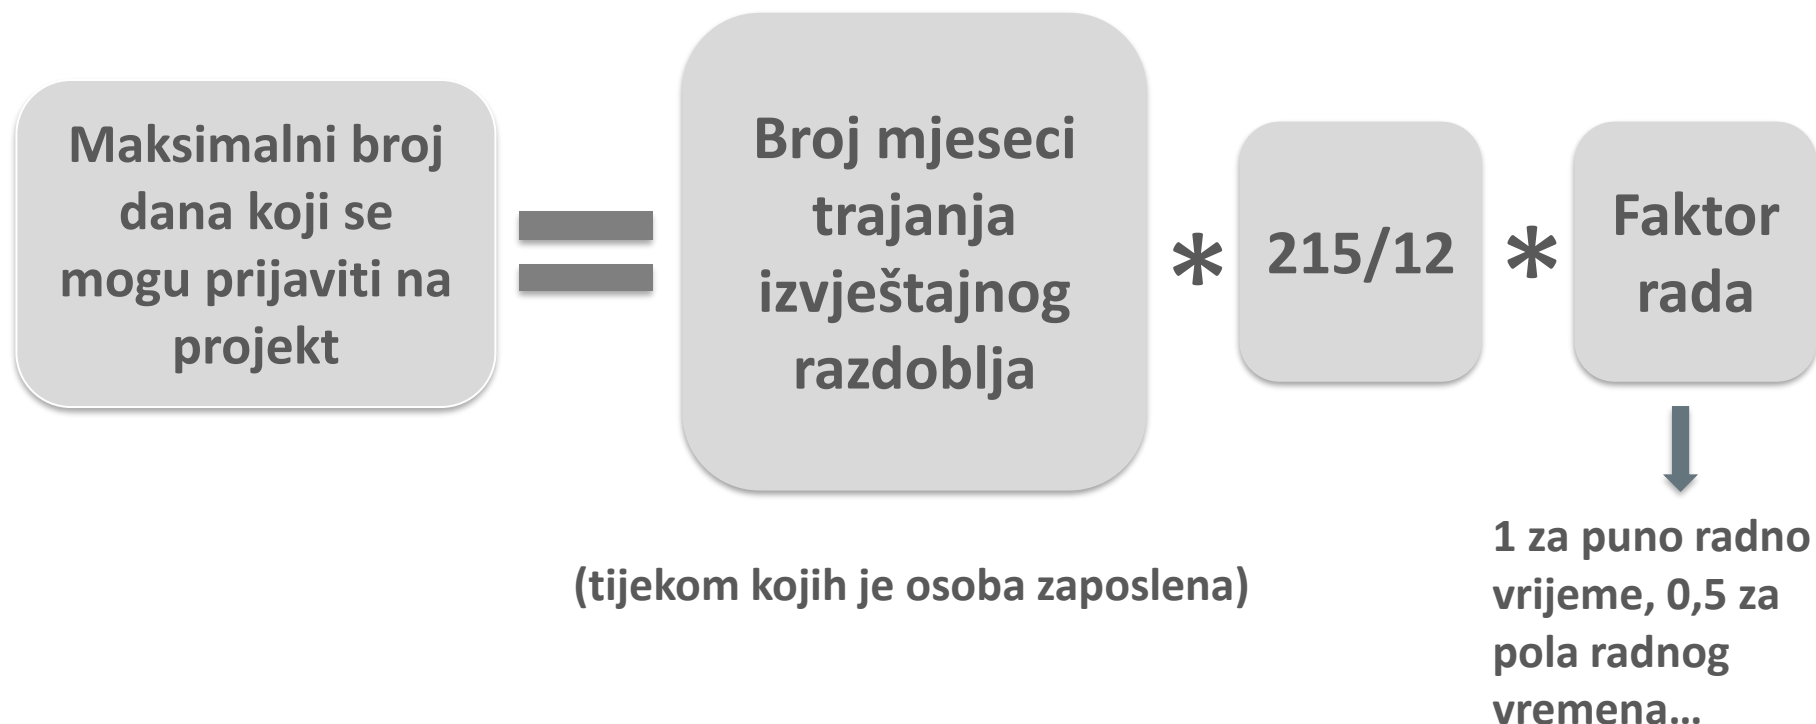 Maksimalni broj
dana koji se
mogu prijaviti na
projekt
=
Broj mjeseci
trajanja
izvještajnog
razdoblja
*
215/12
*
Faktor
rada
(tijekom kojih je osoba zaposlena)
1 za puno radno
vrijeme, 0,5 za
pola radnog
vremena…